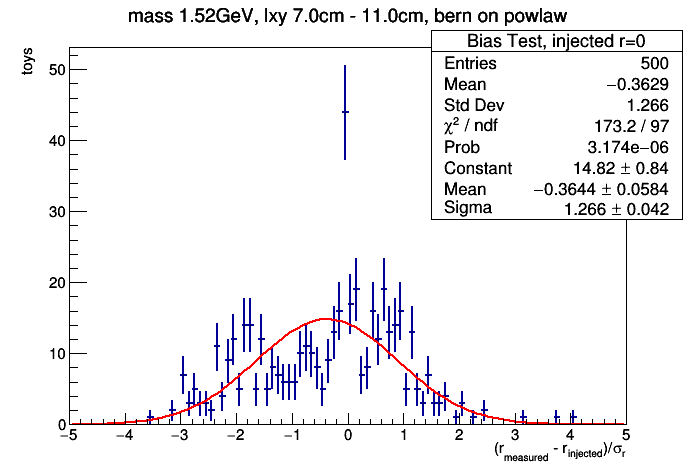 mass 1.52GeV, lxy 7.0cm - 11.0cm, bern on powlaw
Bias Test, injected r=0
Entries 500
Mean −0.3629
Std Dev 1.266
χ² / ndf 173.2 / 97
Prob 3.174e−06
Constant 14.82 ± 0.84
Mean −0.3644 ± 0.0584
Sigma 1.266 ± 0.042
toys
50
40
30
20
10
0
−5 −4 −3 −2 −1 0 1 2 3 4 5
(r_measured - r_injected)/σ_r